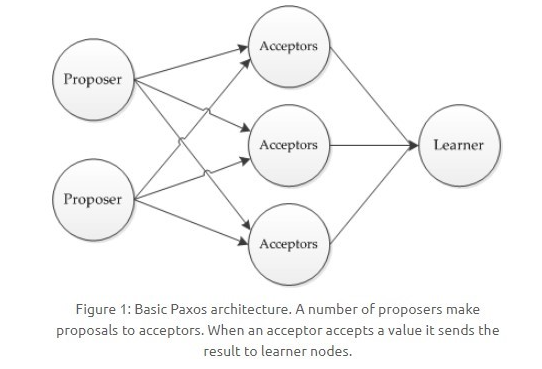 Proposer
Proposer
Acceptors
Acceptors
Acceptors
Learner
Figure 1: Basic Paxos architecture. A number of proposers make
proposals to acceptors. When an acceptor accepts a value it sends the
result to learner nodes.